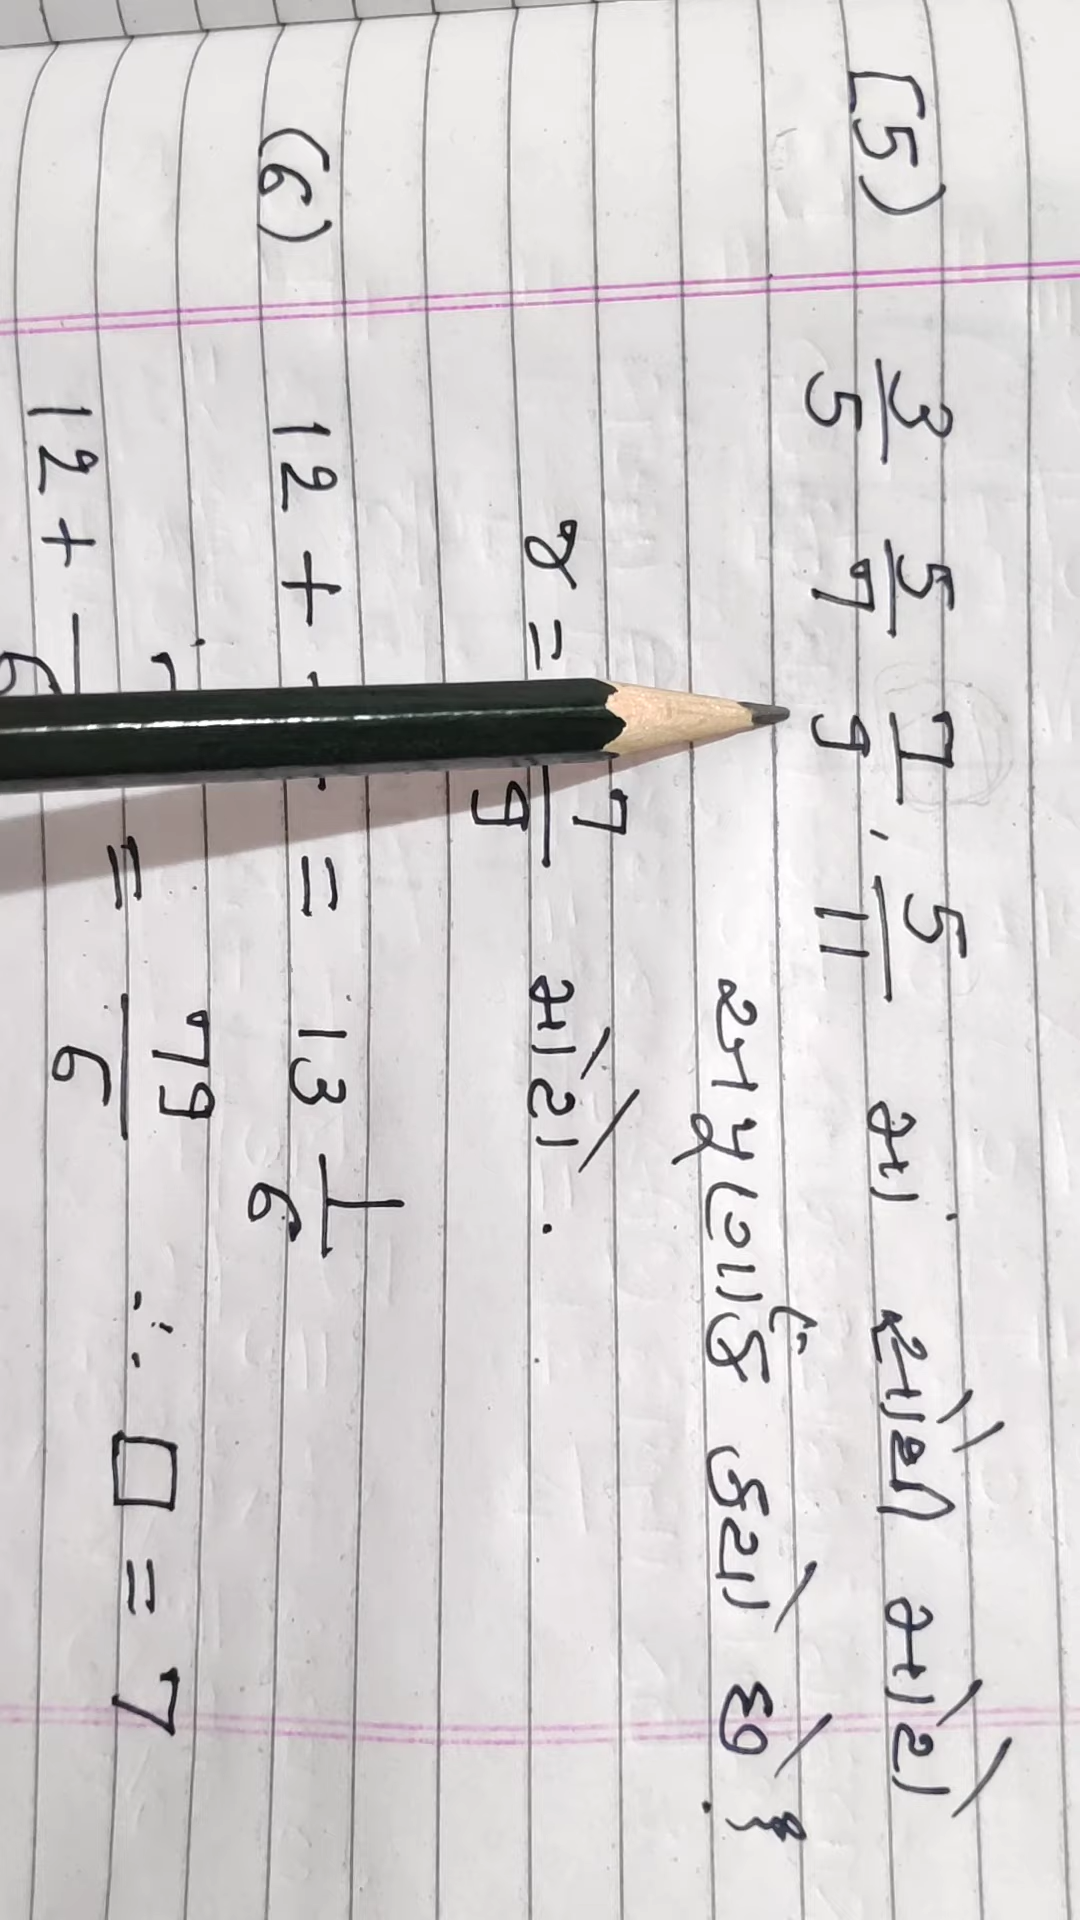 [5) 3/5 5/7 7/9, 5/11 માં સૌથી મોટો
અપૂર્ણાંક કયો છે?
7/9 મોટો.
(6) 12 + = 13 1/6
12 + = 79/6 ∴ □ = 7